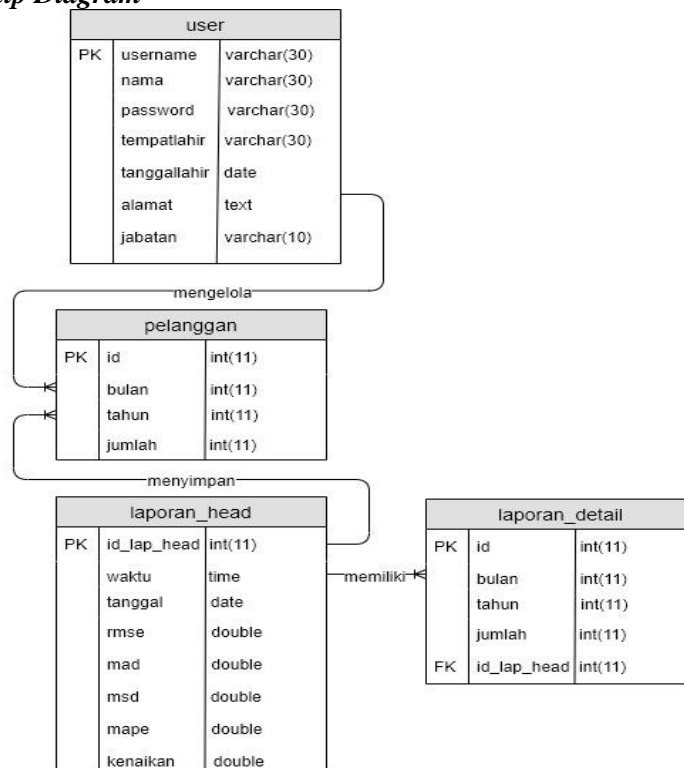 ip Diagram
user
PK username varchar(30)
nama varchar(30)
password varchar(30)
tempatlahir varchar(30)
tanggallahir date
alamat text
jabatan varchar(10)
mengelola
pelanggan
PK id int(11)
bulan int(11)
tahun int(11)
jumlah int(11)
menyimpan
laporan_head
PK id_lap_head int(11)
waktu time
tanggal date
rmse double
mad double
msd double
mape double
kenaikan double
memiliki
laporan_detail
PK id int(11)
bulan int(11)
tahun int(11)
jumlah int(11)
FK id_lap_head int(11)